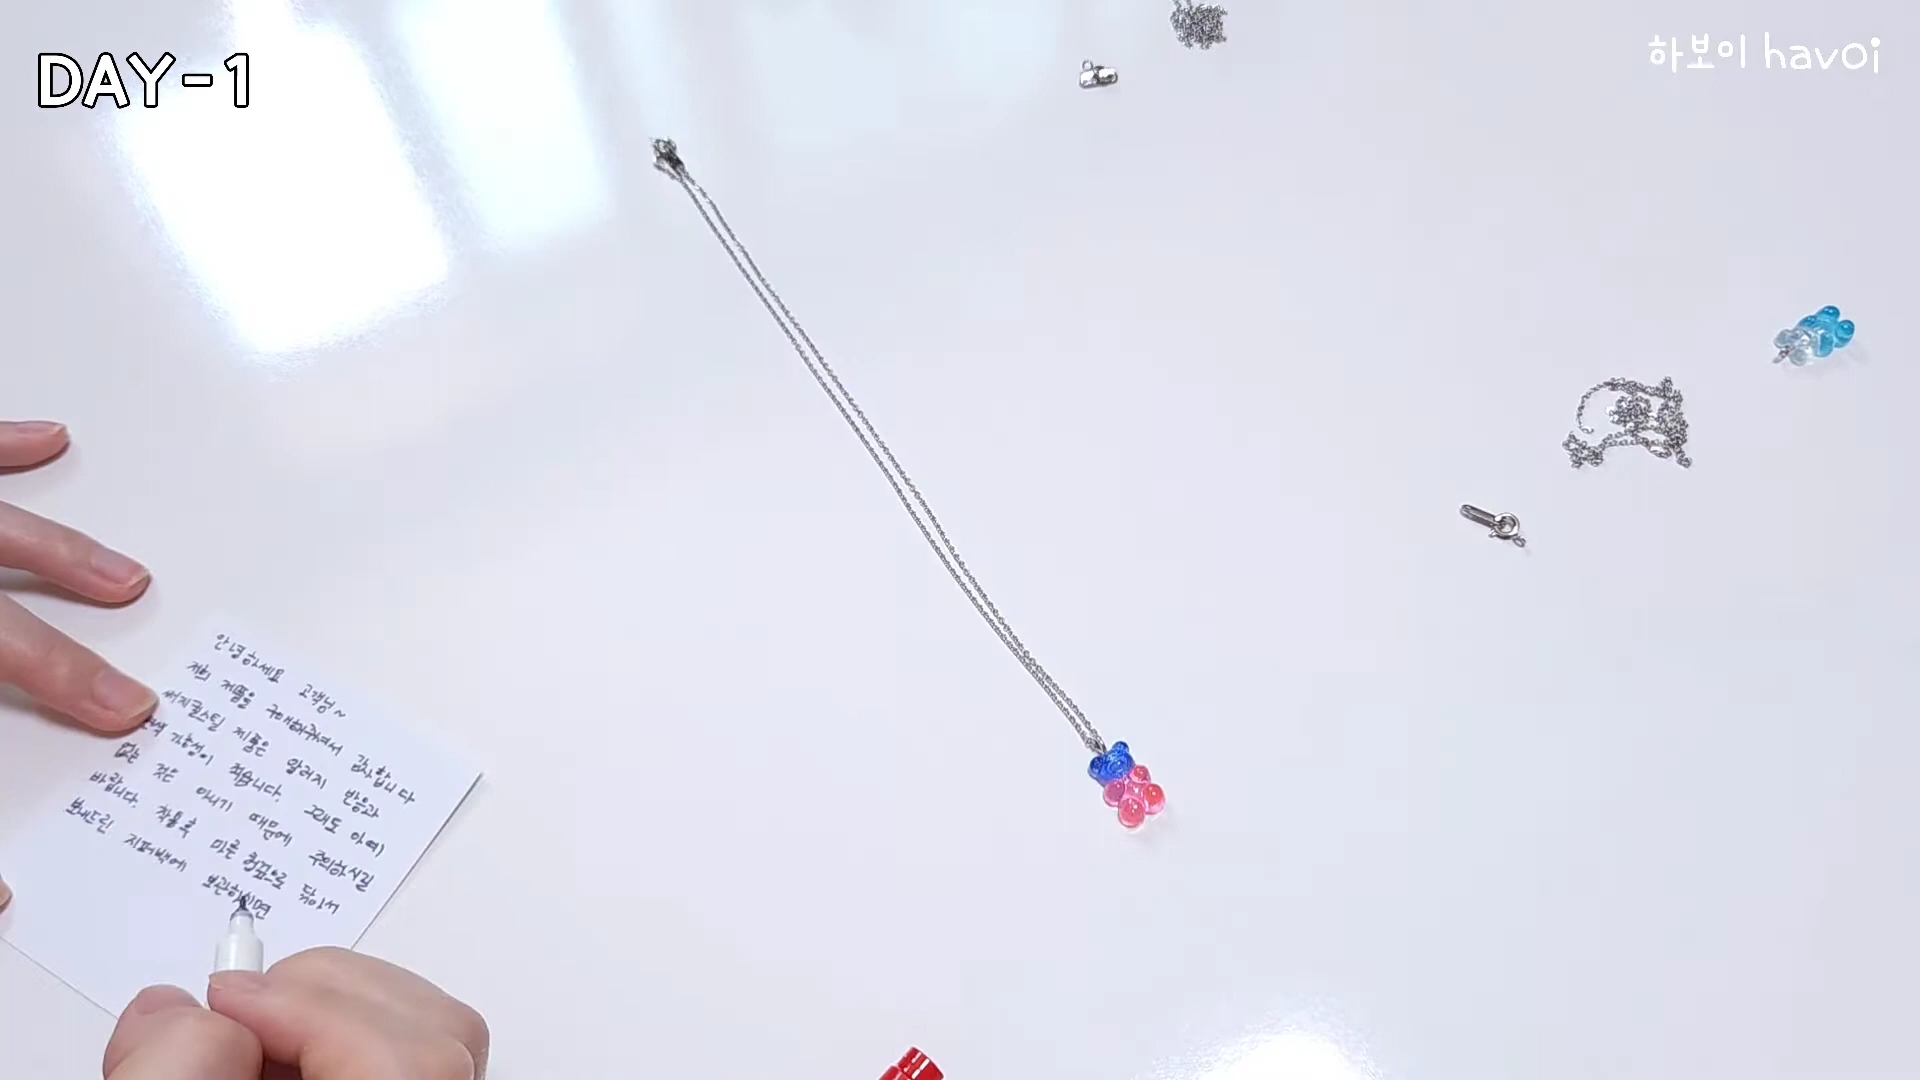 DAY-1
하보이 havoi
안녕하세요 고객님~
저희 제품을 구매해주셔서 감사합니다
써지컬스틸 제품은 알러지 반응과
변색 가능성이 적습니다. 그래도 아예
없는 것은 아니기 때문에 주의하시길
바랍니다. 착용 후 마른 헝겊으로 닦아서
보내드린 지퍼백에 보관하시면